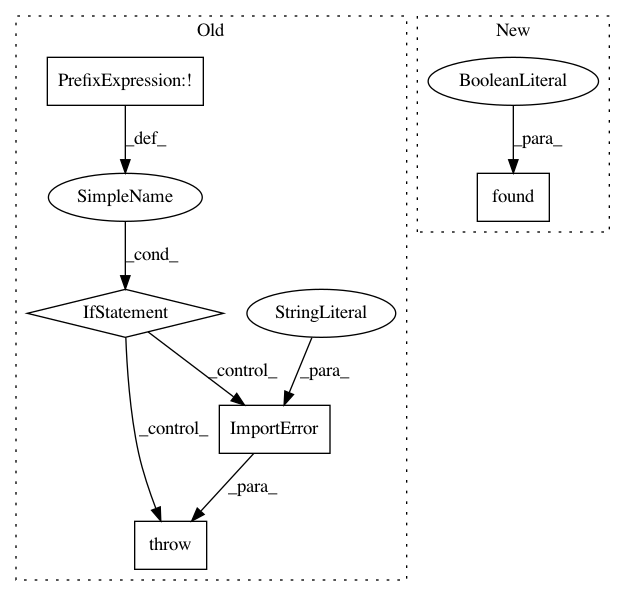 Old
New
PrefixExpression:!
BooleanLiteral
_def_
_para_
SimpleName
found
_cond_
IfStatement
StringLiteral
_control_
_para_
_control_
ImportError
_para_
throw